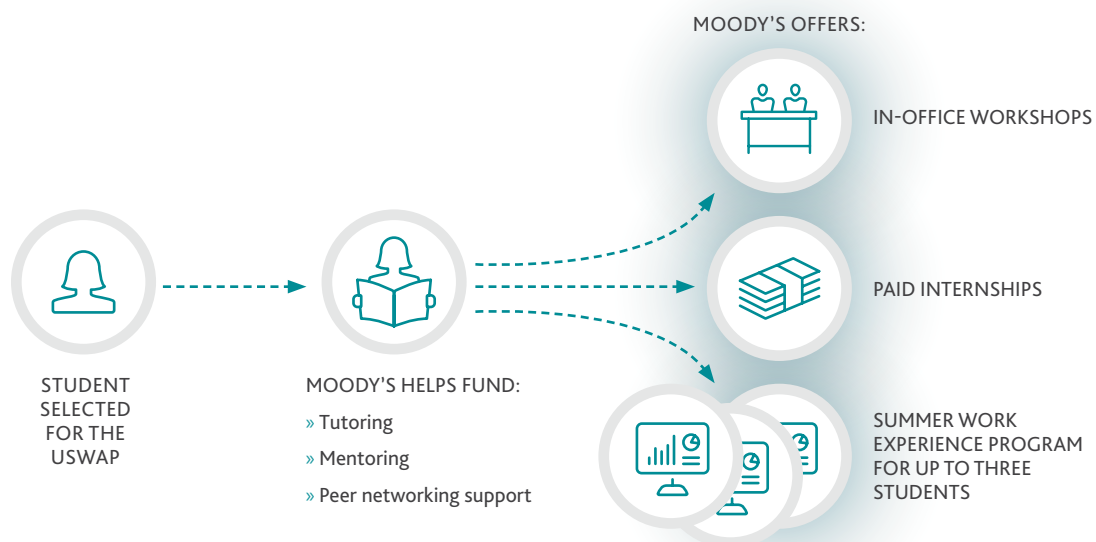 MOODY'S OFFERS:
IN-OFFICE WORKSHOPS
PAID INTERNSHIPS
STUDENT
SELECTED
FOR THE
USWAP
MOODY'S HELPS FUND:
» Tutoring
» Mentoring
» Peer networking support
SUMMER WORK
EXPERIENCE PROGRAM
FOR UP TO THREE
STUDENTS